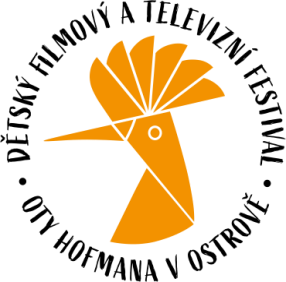 DĚTSKÝ FILMOVÝ A TELEVIZNÍ FESTIVAL
OTY HOFMANA V OSTROVĚ